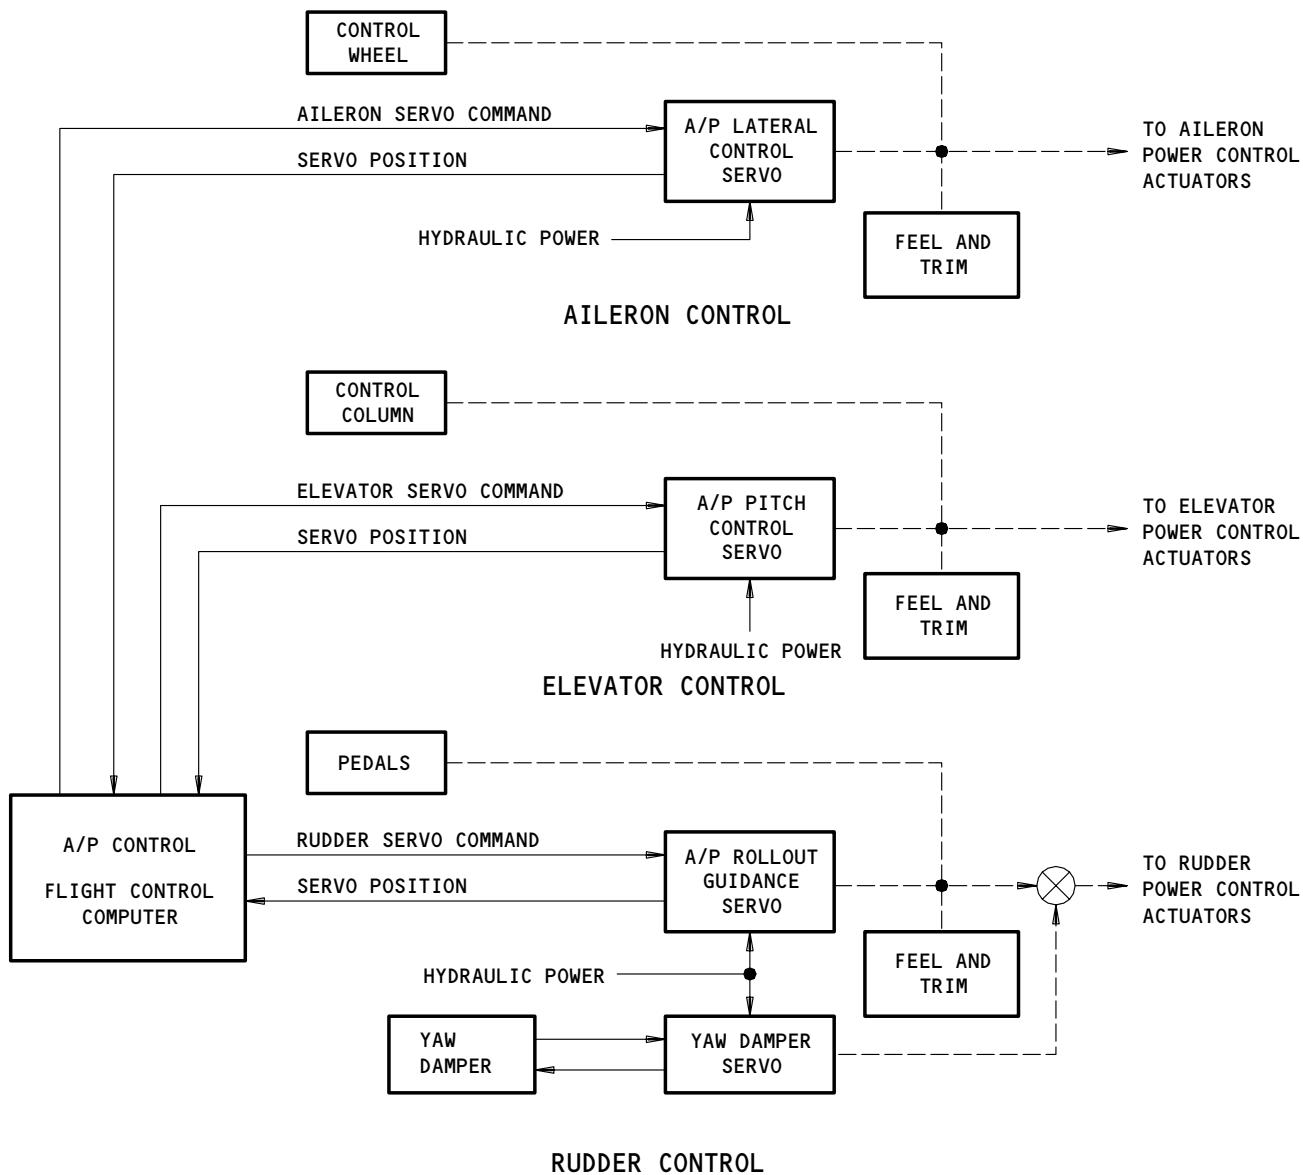 CONTROL
WHEEL
AILERON SERVO COMMAND
SERVO POSITION
A/P LATERAL
CONTROL
SERVO
TO AILERON
POWER CONTROL
ACTUATORS
HYDRAULIC POWER
FEEL AND
TRIM
AILERON CONTROL
CONTROL
COLUMN
ELEVATOR SERVO COMMAND
SERVO POSITION
A/P PITCH
CONTROL
SERVO
TO ELEVATOR
POWER CONTROL
ACTUATORS
FEEL AND
TRIM
HYDRAULIC POWER
ELEVATOR CONTROL
PEDALS
A/P CONTROL
FLIGHT CONTROL
COMPUTER
RUDDER SERVO COMMAND
SERVO POSITION
A/P ROLLOUT
GUIDANCE
SERVO
TO RUDDER
POWER CONTROL
ACTUATORS
HYDRAULIC POWER
FEEL AND
TRIM
YAW
DAMPER
YAW DAMPER
SERVO
RUDDER CONTROL